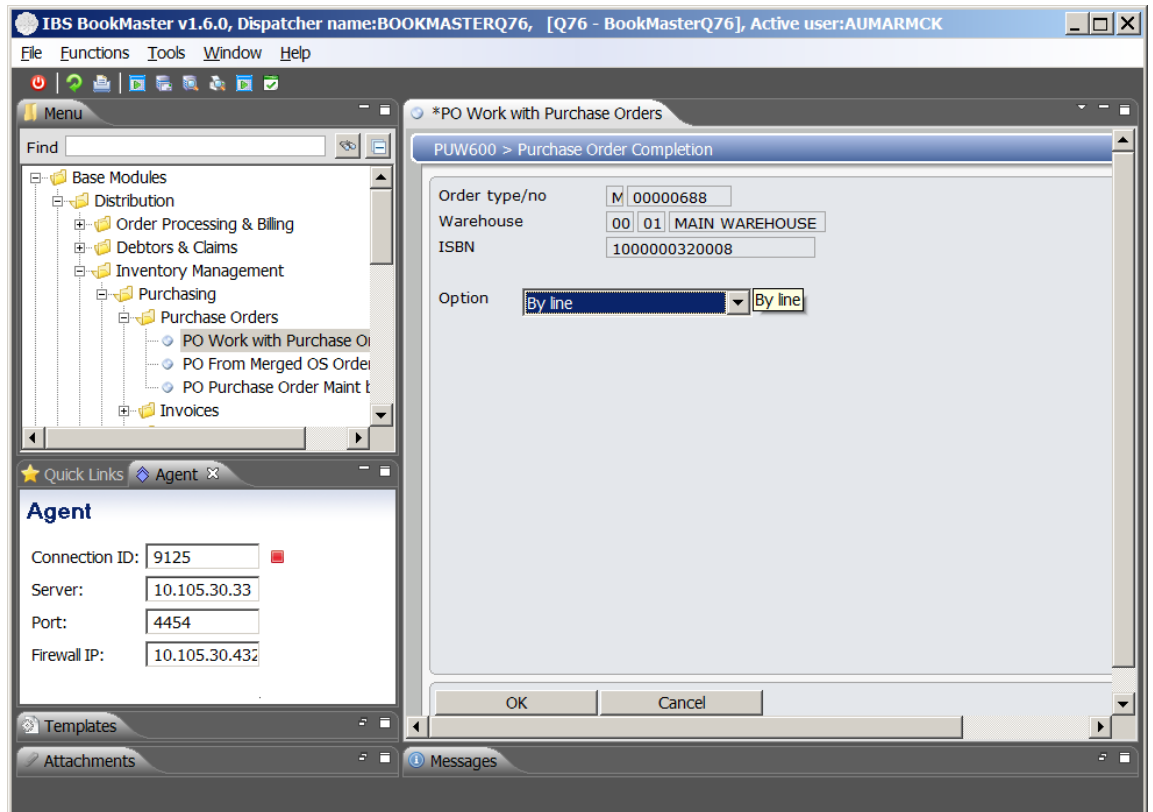 IBS BookMaster v1.6.0, Dispatcher name:BOOKMASTERQ76, [Q76 - BookMasterQ76], Active user:AUMARMCK
File Functions Tools Window Help
Menu
Find
Base Modules
Distribution
Order Processing & Billing
Debtors & Claims
Inventory Management
Purchasing
Purchase Orders
PO Work with Purchase Or
PO From Merged OS Order
PO Purchase Order Maint b
Invoices
Quick Links Agent
Agent
Connection ID: 9125
Server: 10.105.30.33
Port: 4454
Firewall IP: 10.105.30.432
Templates
Attachments
*PO Work with Purchase Orders
PUW600 > Purchase Order Completion
Order type/no M 00000688
Warehouse 00 01 MAIN WAREHOUSE
ISBN 1000000320008
Option By line By line
OK Cancel
Messages